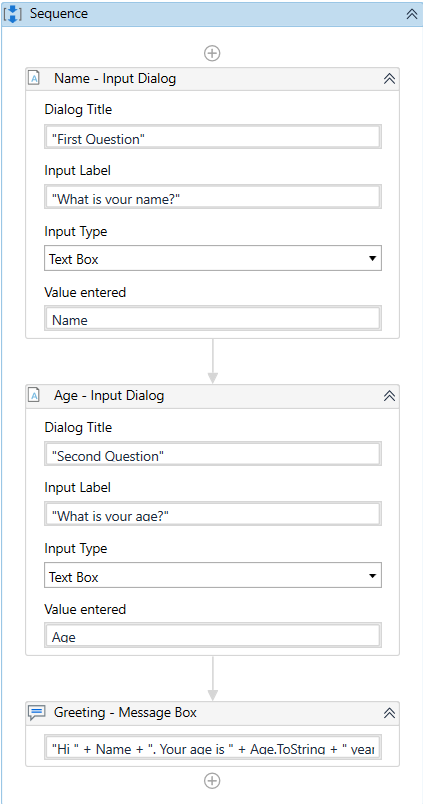 Sequence
Name - Input Dialog
Dialog Title
"First Question"
Input Label
"What is your name?"
Input Type
Text Box
Value entered
Name
Age - Input Dialog
Dialog Title
"Second Question"
Input Label
"What is your age?"
Input Type
Text Box
Value entered
Age
Greeting - Message Box
"Hi " + Name + ". Your age is " + Age.ToString + " year